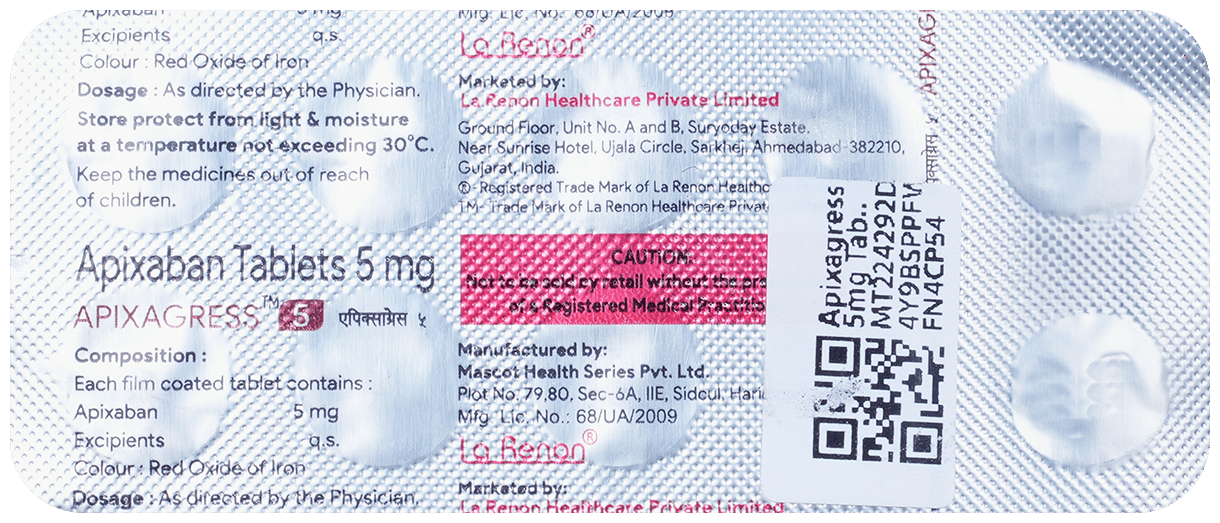 Apixaban 5 mg
Excipients q.s.
Colour : Red Oxide of Iron
Dosage : As directed by the Physician.
Store protect from light & moisture
at a temperature not exceeding 30°C.
Keep the medicines out of reach
of children.
Apixaban Tablets 5 mg
APIXAGRESS™ 5 एपिक्साग्रेस ५
Composition :
Each film coated tablet contains :
Apixaban 5 mg
Excipients q.s.
Colour : Red Oxide of Iron
Dosage : As directed by the Physician.
Mfg. Lic. No.: 68/UA/2009
La Renon®
Marketed by:
La Renon Healthcare Private Limited
Ground Floor, Unit No. A and B, Suryoday Estate,
Near Sunrise Hotel, Ujala Circle, Sarkhej, Ahmedabad-382210,
Gujarat, India.
®- Registered Trade Mark of La Renon Healthc
TM- Trade Mark of La Renon Healthcare Privat
CAUTION:
Not to be sold by retail without the pre
of a Registered Medical Practitio
Manufactured by:
Mascot Health Series Pvt. Ltd.
Plot No. 79,80, Sec-6A, IIE, Sidcul, Hari
Mfg. Lic. No.: 68/UA/2009
La Renon®
Marketed by:
La Renon Healthcare Private Limited
Apixagress
5mg Tab..
MT224292D
4Y9B5PPFV
FN4CP54
APIXAG